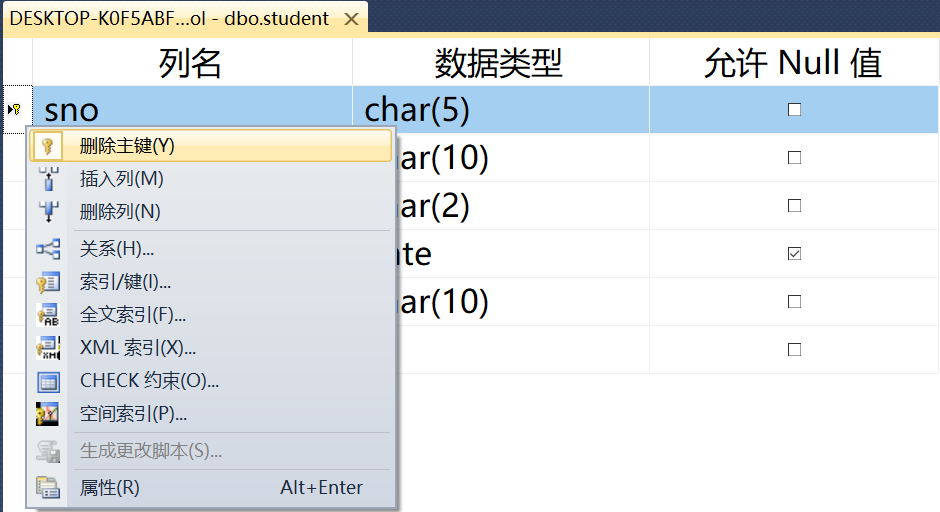 DESKTOP-K0F5ABF...ol - dbo.student
列名 数据类型 允许 Null 值
sno char(5)
删除主键(Y)
ar(10)
插入列(M)
删除列(N)
ar(2)
关系(H)...
te
索引/键(I)...
ar(10)
全文索引(F)...
XML 索引(X)...
CHECK 约束(O)...
空间索引(P)...
生成更改脚本(S)...
属性(R) Alt+Enter